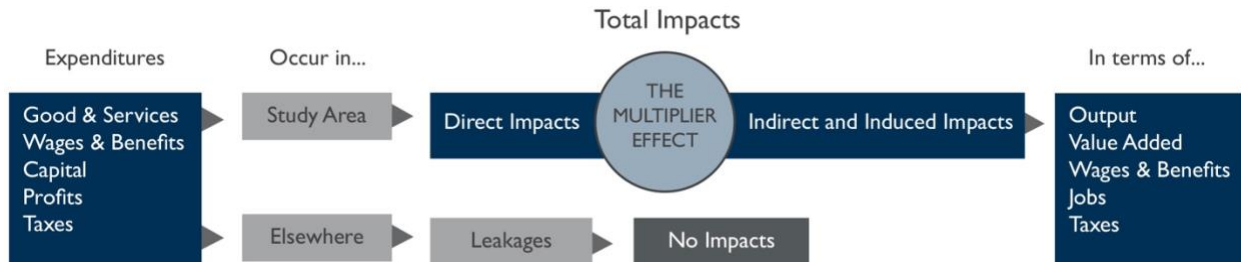 Total Impacts
Expenditures
Occur in...
In terms of...
Good & Services
Wages & Benefits
Capital
Profits
Taxes
Study Area
Direct Impacts
THE
MULTIPLIER
EFFECT
Indirect and Induced Impacts
Output
Value Added
Wages & Benefits
Jobs
Taxes
Elsewhere
Leakages
No Impacts